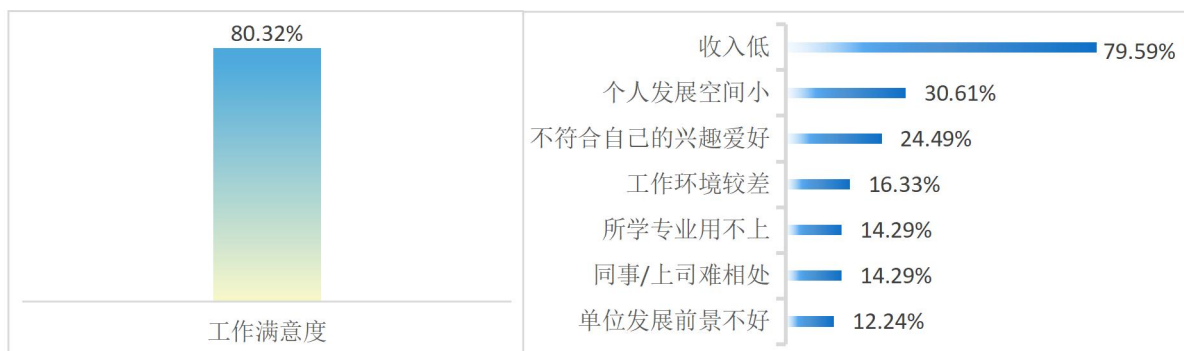 80.32%
工作满意度
收入低 79.59%
个人发展空间小 30.61%
不符合自己的兴趣爱好 24.49%
工作环境较差 16.33%
所学专业用不上 14.29%
同事/上司难相处 14.29%
单位发展前景不好 12.24%